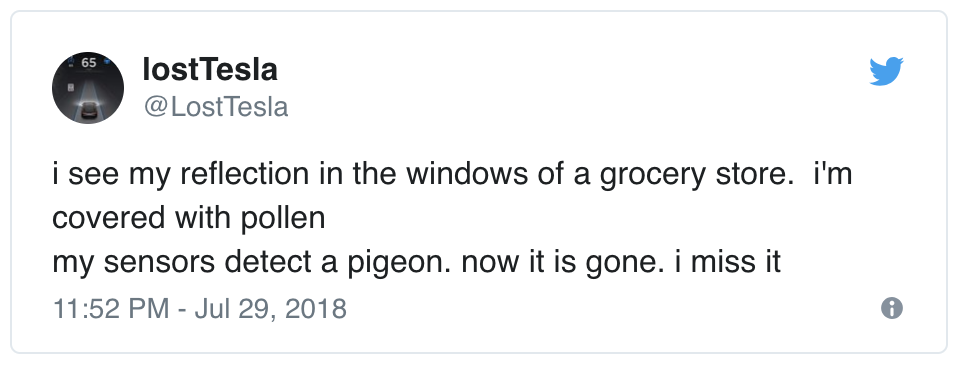 65
lostTesla
@LostTesla
i see my reflection in the windows of a grocery store.  i'm
covered with pollen
my sensors detect a pigeon. now it is gone. i miss it
11:52 PM - Jul 29, 2018